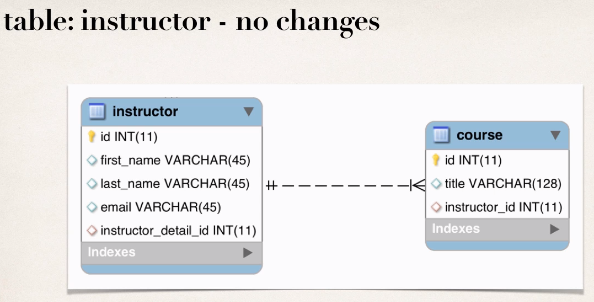 table: instructor - no changes
instructor
id INT(11)
first_name VARCHAR(45)
last_name VARCHAR(45)
email VARCHAR(45)
instructor_detail_id INT(11)
Indexes
course
id INT(11)
title VARCHAR(128)
instructor_id INT(11)
Indexes